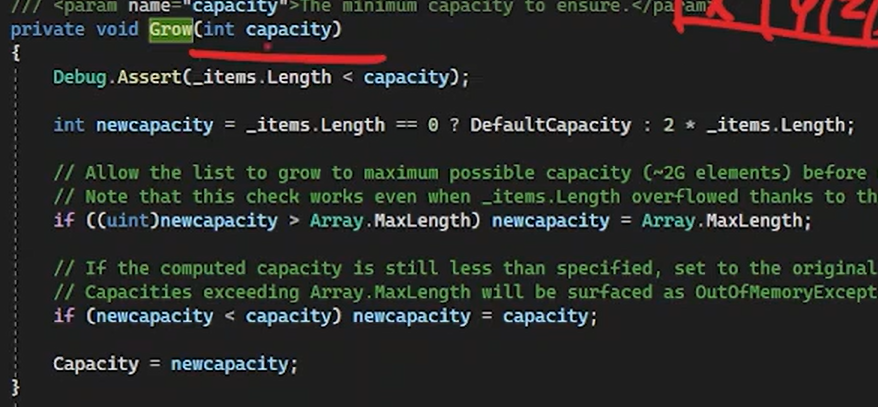 /// <param name="capacity">The minimum capacity to ensure.</param>
private void Grow(int capacity)
{
Debug.Assert(_items.Length < capacity);
int newcapacity = _items.Length == 0 ? DefaultCapacity : 2 * _items.Length;
// Allow the list to grow to maximum possible capacity (~2G elements) before
// Note that this check works even when _items.Length overflowed thanks to th
if ((uint)newcapacity > Array.MaxLength) newcapacity = Array.MaxLength;
// If the computed capacity is still less than specified, set to the original
// Capacities exceeding Array.MaxLength will be surfaced as OutOfMemoryExcept
if (newcapacity < capacity) newcapacity = capacity;
Capacity = newcapacity;
}